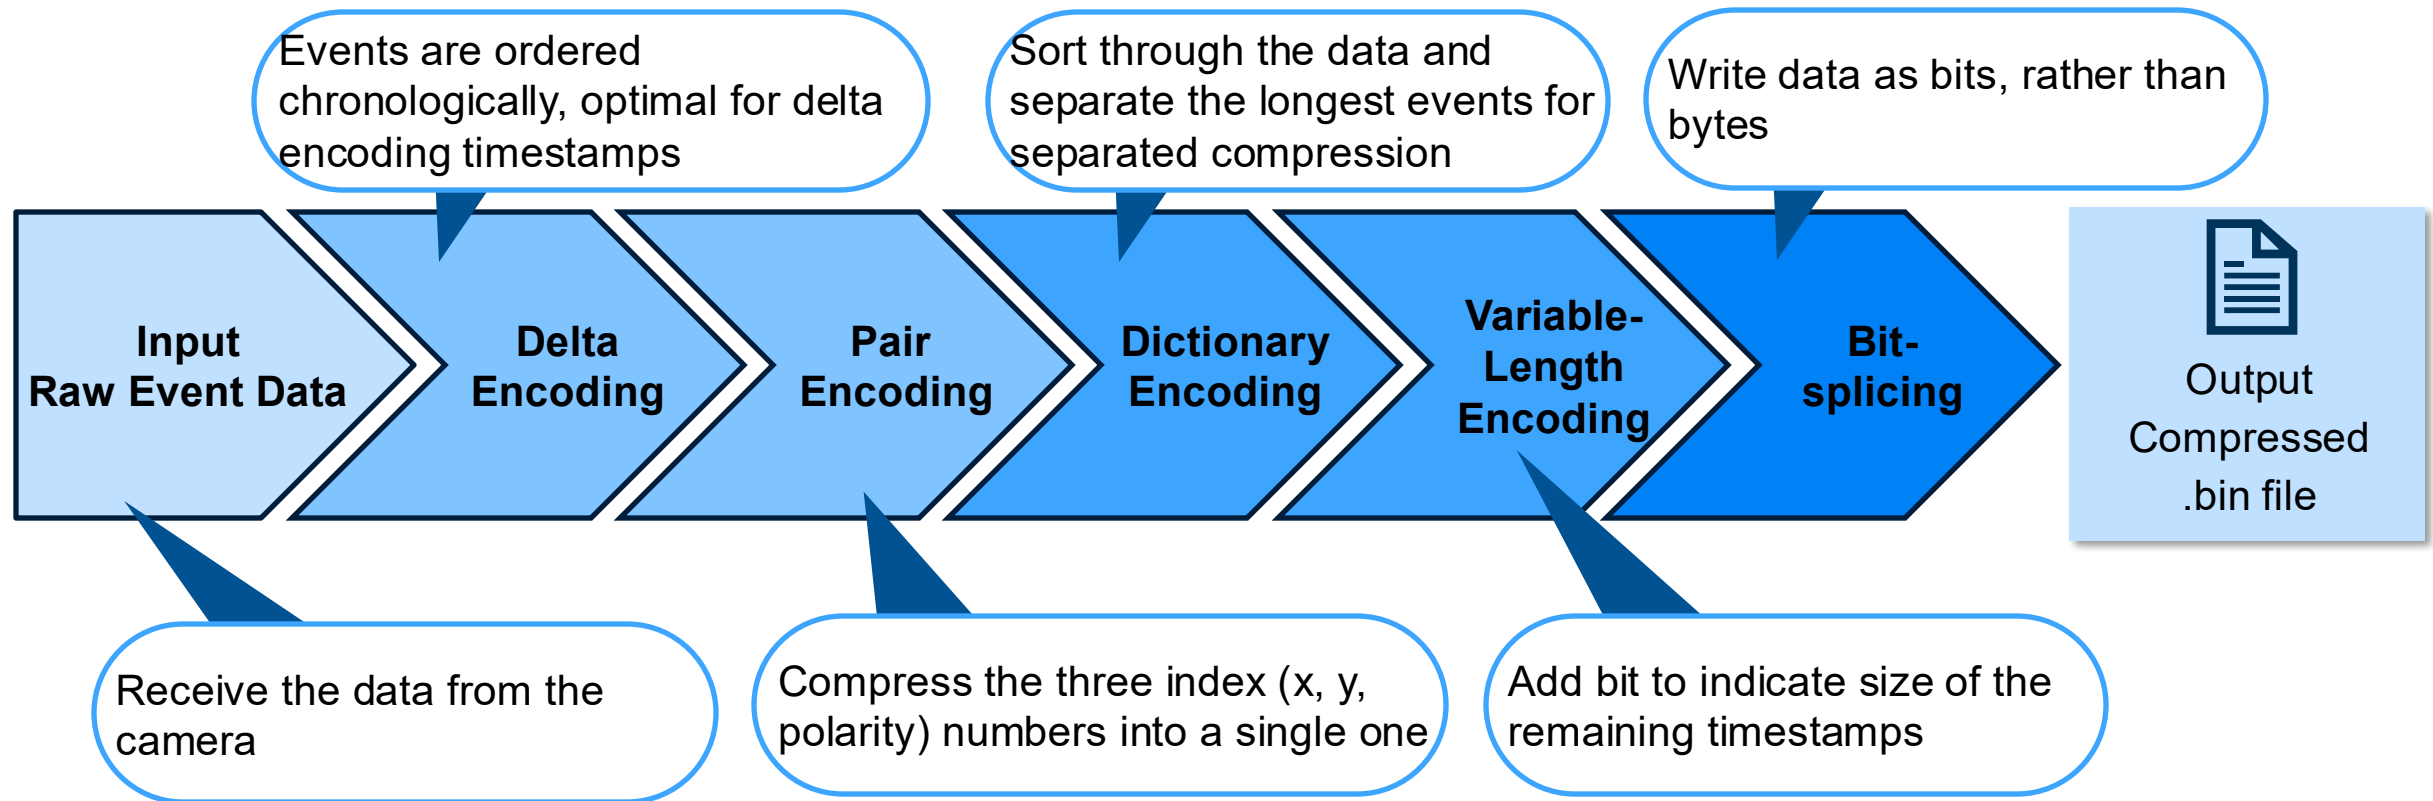 Events are ordered
chronologically, optimal for delta
encoding timestamps
Sort through the data and
separate the longest events for
separated compression
Write data as bits, rather than
bytes
Input
Raw Event Data
Delta
Encoding
Pair
Encoding
Dictionary
Encoding
Variable-
Length
Encoding
Bit-
splicing
Output
Compressed
.bin file
Receive the data from the
camera
Compress the three index (x, y,
polarity) numbers into a single one
Add bit to indicate size of the
remaining timestamps